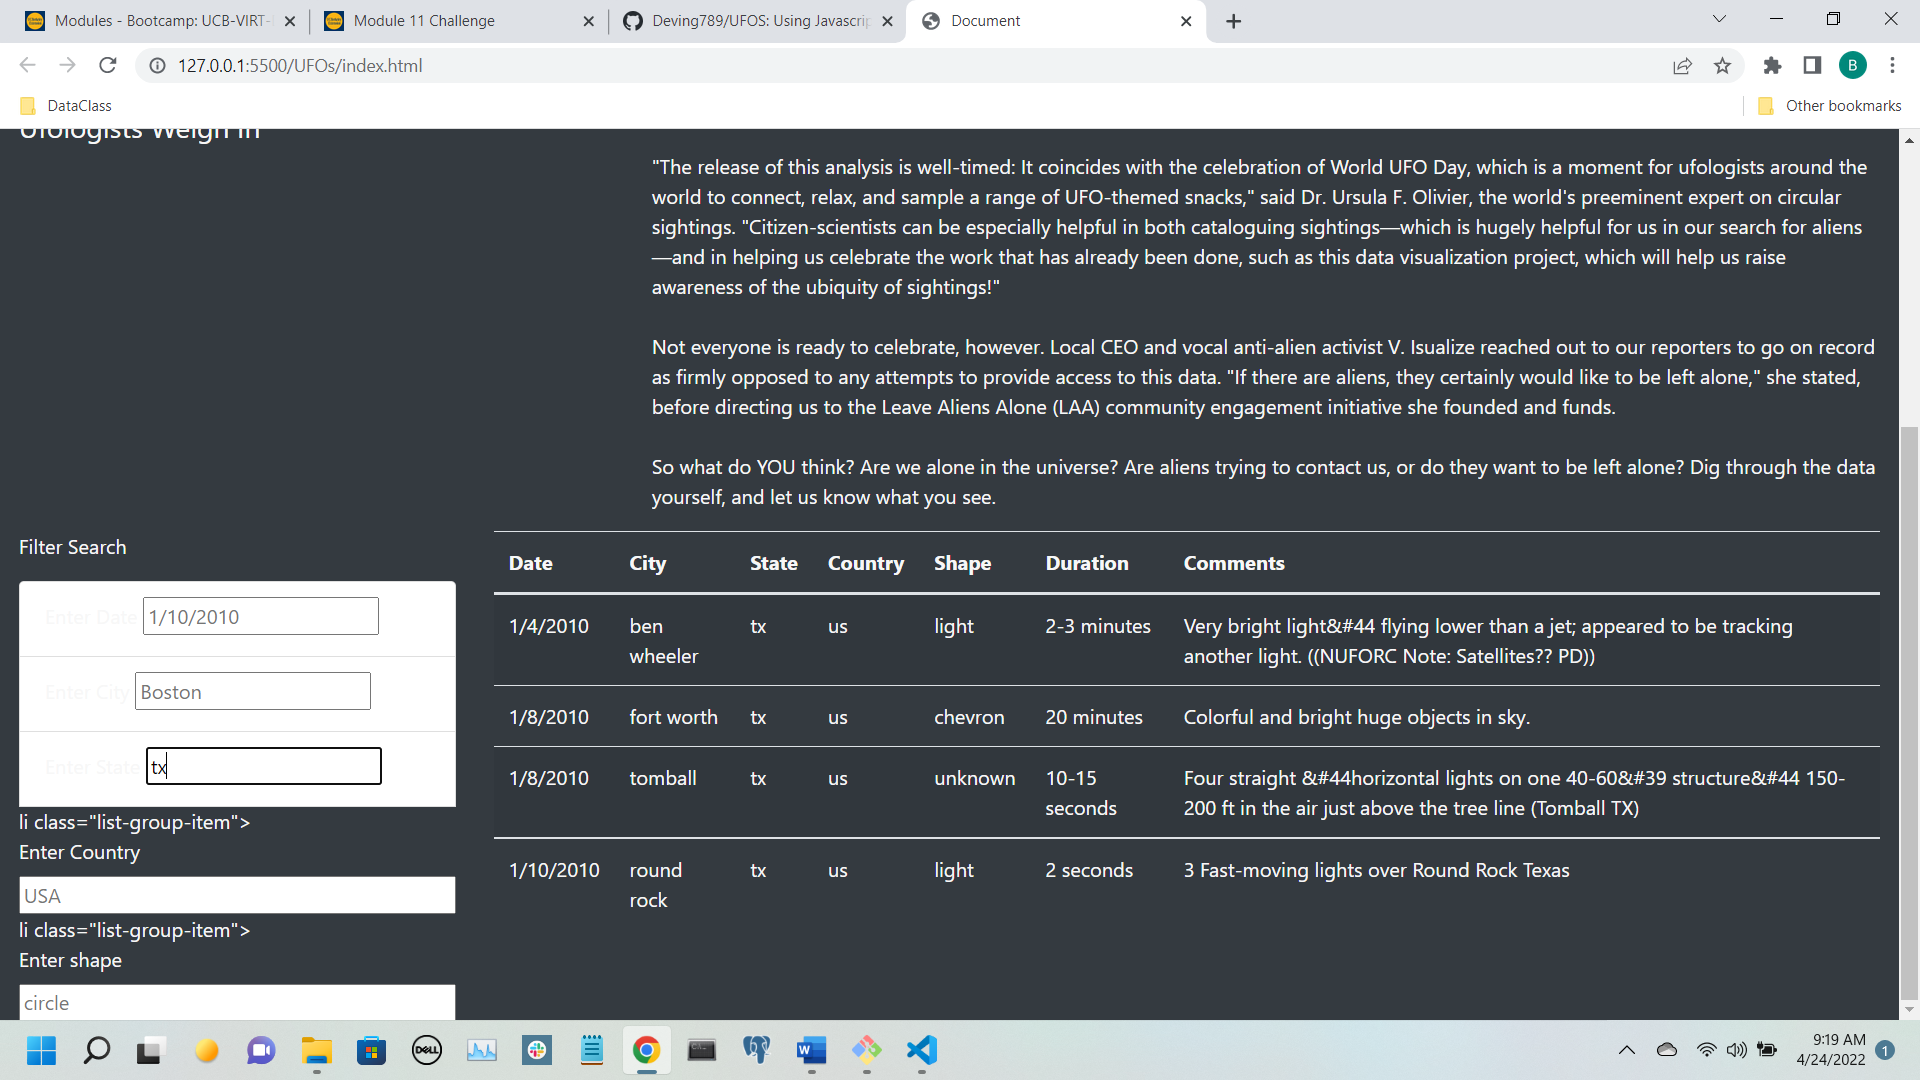 Modules - Bootcamp: UCB-VIRT-
Module 11 Challenge
Deving789/UFOS: Using Javascrip
Document
127.0.0.1:5500/UFOs/index.html
B
DataClass
Other bookmarks
Ufologists Weigh In
"The release of this analysis is well-timed: It coincides with the celebration of World UFO Day, which is a moment for ufologists around the
world to connect, relax, and sample a range of UFO-themed snacks," said Dr. Ursula F. Olivier, the world's preeminent expert on circular
sightings. "Citizen-scientists can be especially helpful in both cataloguing sightings—which is hugely helpful for us in our search for aliens
—and in helping us celebrate the work that has already been done, such as this data visualization project, which will help us raise
awareness of the ubiquity of sightings!"
Not everyone is ready to celebrate, however. Local CEO and vocal anti-alien activist V. Isualize reached out to our reporters to go on record
as firmly opposed to any attempts to provide access to this data. "If there are aliens, they certainly would like to be left alone," she stated,
before directing us to the Leave Aliens Alone (LAA) community engagement initiative she founded and funds.
So what do YOU think? Are we alone in the universe? Are aliens trying to contact us, or do they want to be left alone? Dig through the data
yourself, and let us know what you see.
Filter Search
Enter Date 1/10/2010
Enter City Boston
Enter State tx
li class="list-group-item">
Enter Country
USA
li class="list-group-item">
Enter shape
circle
Date City State Country Shape Duration Comments
1/4/2010 ben tx us light 2-3 minutes Very bright light&#44 flying lower than a jet; appeared to be tracking
wheeler another light. ((NUFORC Note: Satellites?? PD))
1/8/2010 fort worth tx us chevron 20 minutes Colorful and bright huge objects in sky.
1/8/2010 tomball tx us unknown 10-15 Four straight &#44horizontal lights on one 40-60&#39 structure&#44 150-
seconds 200 ft in the air just above the tree line (Tomball TX)
1/10/2010 round tx us light 2 seconds 3 Fast-moving lights over Round Rock Texas
rock
DELL
W
9:19 AM
4/24/2022
1